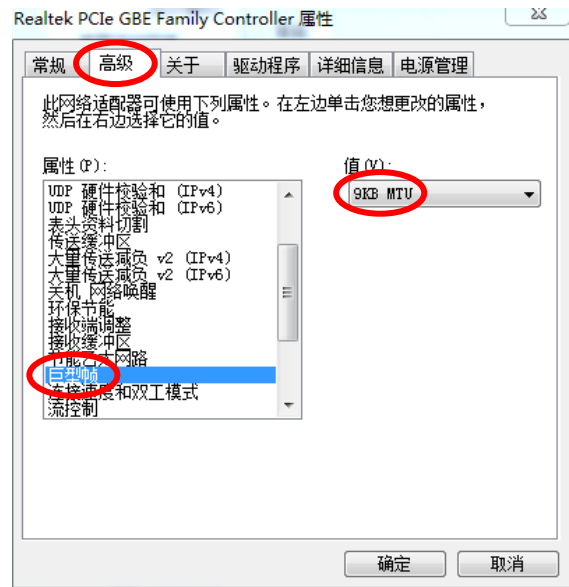 Realtek PCIe GBE Family Controller 属性
常规 高级 关于 驱动程序 详细信息 电源管理
此网络适配器可使用下列属性。在左边单击您想更改的属性，
然后在右边选择它的值。
属性(P):
值(V):
UDP 硬件校验和 (IPv4)
9KB MTU
UDP 硬件校验和 (IPv6)
表头资料切割
传送缓冲区
大量传送减负 v2 (IPv4)
大量传送减负 v2 (IPv6)
关机 网络唤醒
环保节能
接收端调整
接收缓冲区
节能乙太网路
巨型帧
连接速度和双工模式
流控制
确定 取消